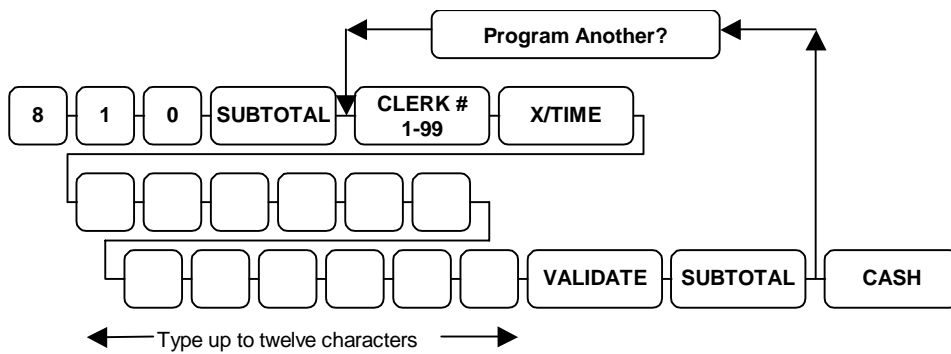 Program Another?
8 1 0 SUBTOTAL CLERK # 1-99 X/TIME
VALIDATE SUBTOTAL CASH
Type up to twelve characters